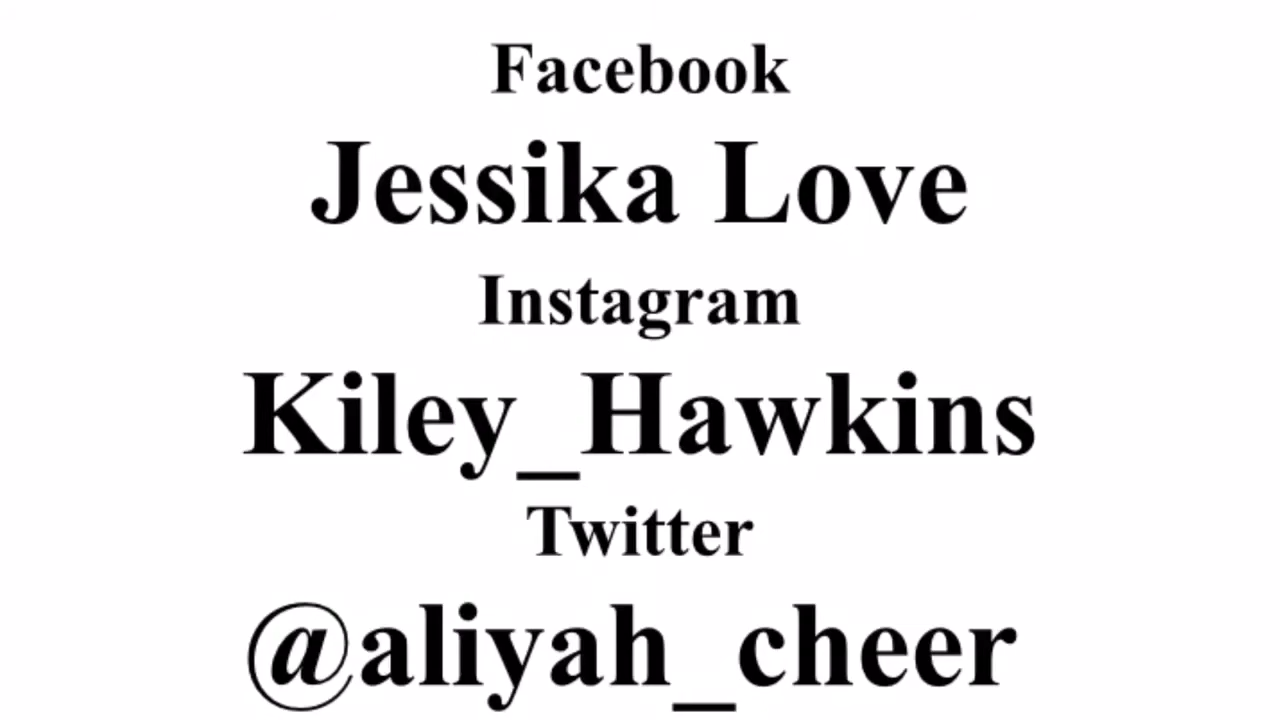 Facebook
Jessika Love
Instagram
Kiley_Hawkins
Twitter
@aliyah_cheer